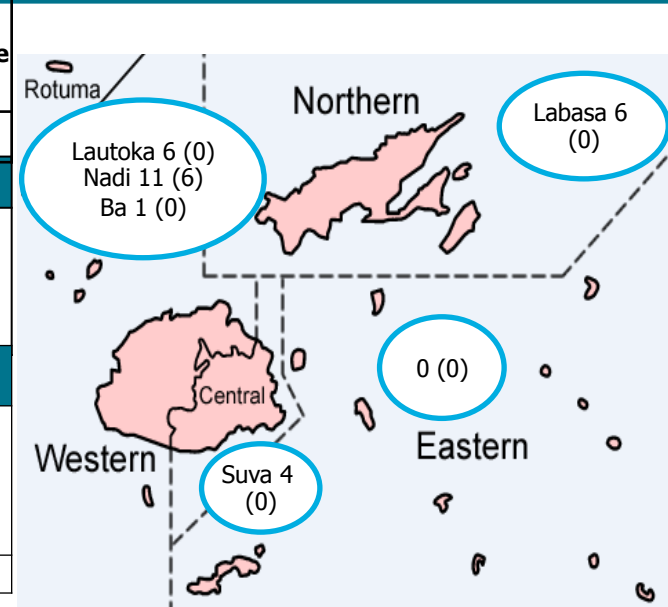 e
Rotuma
Northern
Labasa 6
(0)
Lautoka 6 (0)
Nadi 11 (6)
Ba 1 (0)
0 (0)
Central
Eastern
Western
Suva 4
(0)